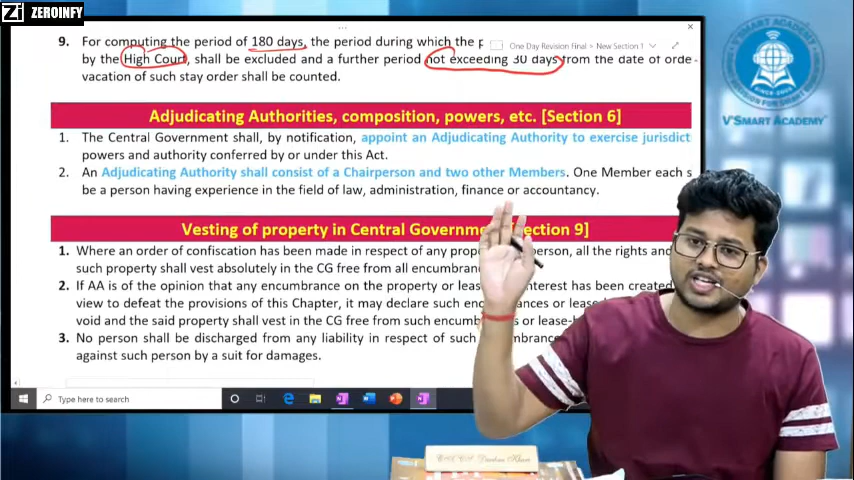 ZEROINFY
V'SMART ACADEMY
9. For computing the period of 180 days, the period during which the p
One Day Revision Final > New Section 1
by the High Court, shall be excluded and a further period not exceeding 30 days from the date of orde
vacation of such stay order shall be counted.
Adjudicating Authorities, composition, powers, etc. [Section 6]
1. The Central Government shall, by notification, appoint an Adjudicating Authority to exercise jurisdict
powers and authority conferred by or under this Act.
2. An Adjudicating Authority shall consist of a Chairperson and two other Members. One Member each s
be a person having experience in the field of law, administration, finance or accountancy.
Vesting of property in Central Governme ection 9]
1. Where an order of confiscation has been made in respect of any prope person, all the rights and
such property shall vest absolutely in the CG free from all encumbran
2. If AA is of the opinion that any encumbrance on the property or lease nterest has been created
view to defeat the provisions of this Chapter, it may declare such enc ances or lease-
void and the said property shall vest in the CG free from such encumb s or lease-
3. No person shall be discharged from any liability in respect of such mbrance
against such person by a suit for damages.
Type here to search
V'SMART ACADEMY
SINCE-2005